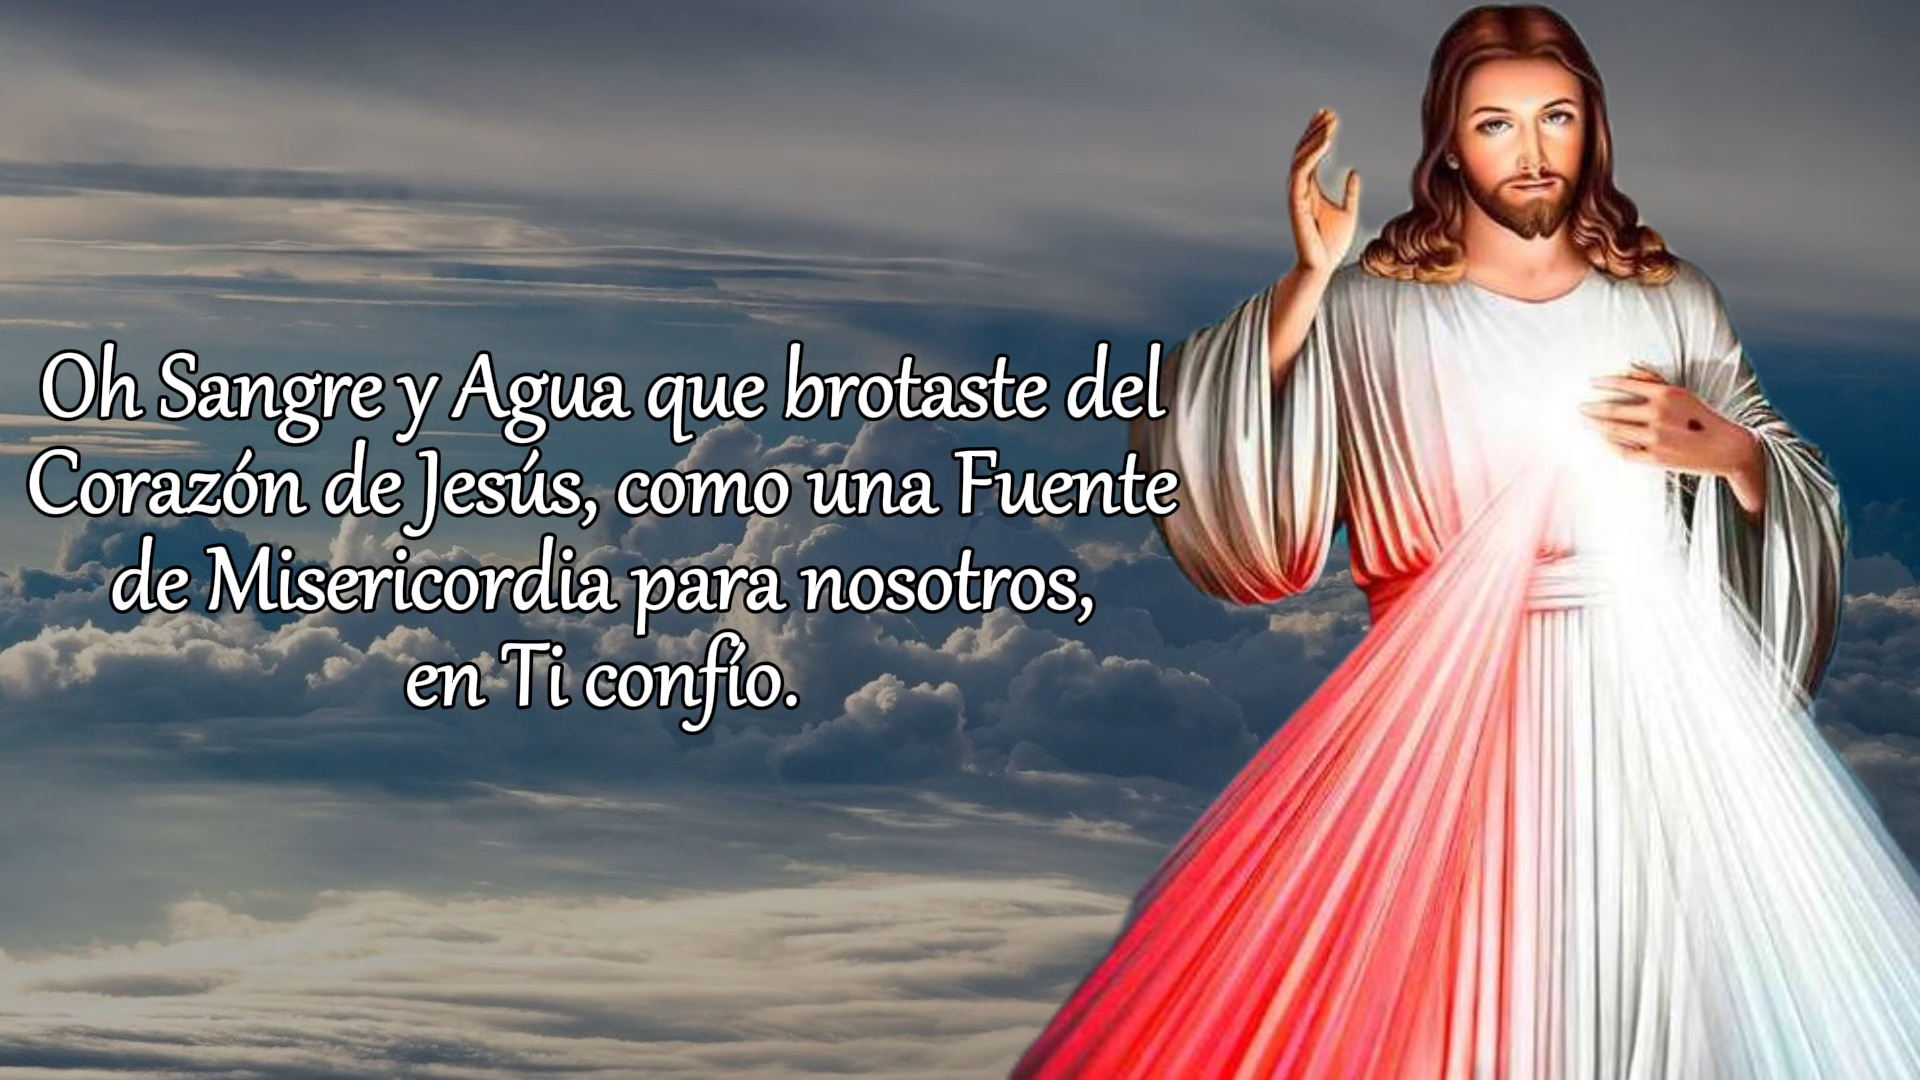 Oh Sangre y Agua que brotaste del
Corazón de Jesús, como una Fuente
de Misericordia para nosotros,
en Ti confío.